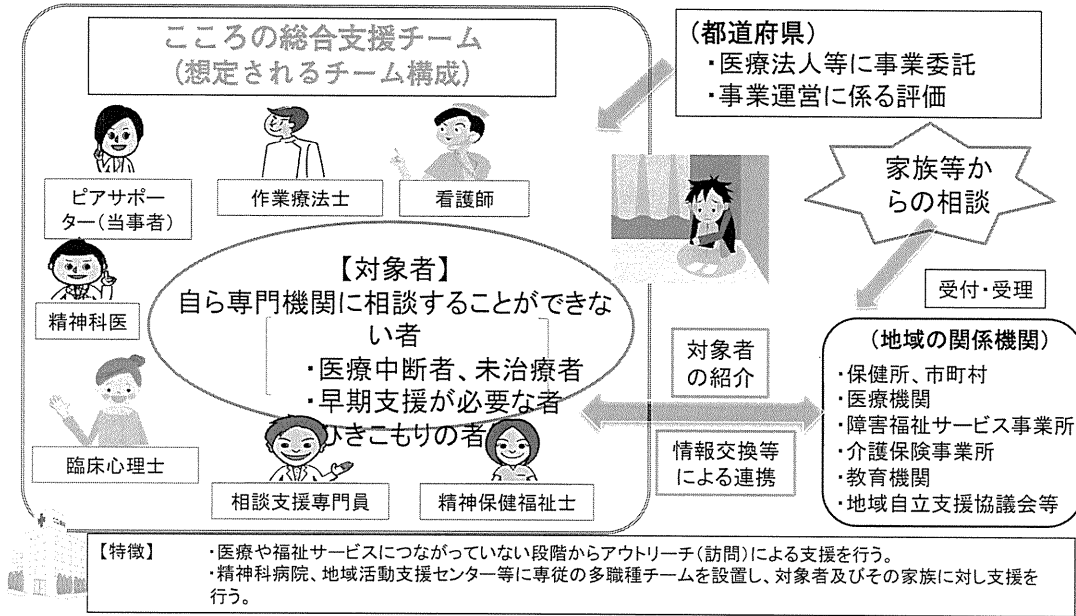 こころの総合支援チーム
(想定されるチーム構成)
(都道府県)
・医療法人等に事業委託
・事業運営に係る評価
家族等か
らの相談
ピアサポー
ター(当事者)
作業療法士
看護師
精神科医
臨床心理士
【対象者】
自ら専門機関に相談することができな
い者
・医療中断者、未治療者
・早期支援が必要な者
ひきこもりの者
相談支援専門員
精神保健福祉士
対象者
の紹介
情報交換等
による連携
受付・受理
(地域の関係機関)
・保健所、市町村
・医療機関
・障害福祉サービス事業所
・介護保険事業所
・教育機関
・地域自立支援協議会等
【特徴】 ・医療や福祉サービスにつながっていない段階からアウトリーチ(訪問)による支援を行う。
・精神科病院、地域活動支援センター等に専従の多職種チームを設置し、対象者及びその家族に対し支援を
行う。